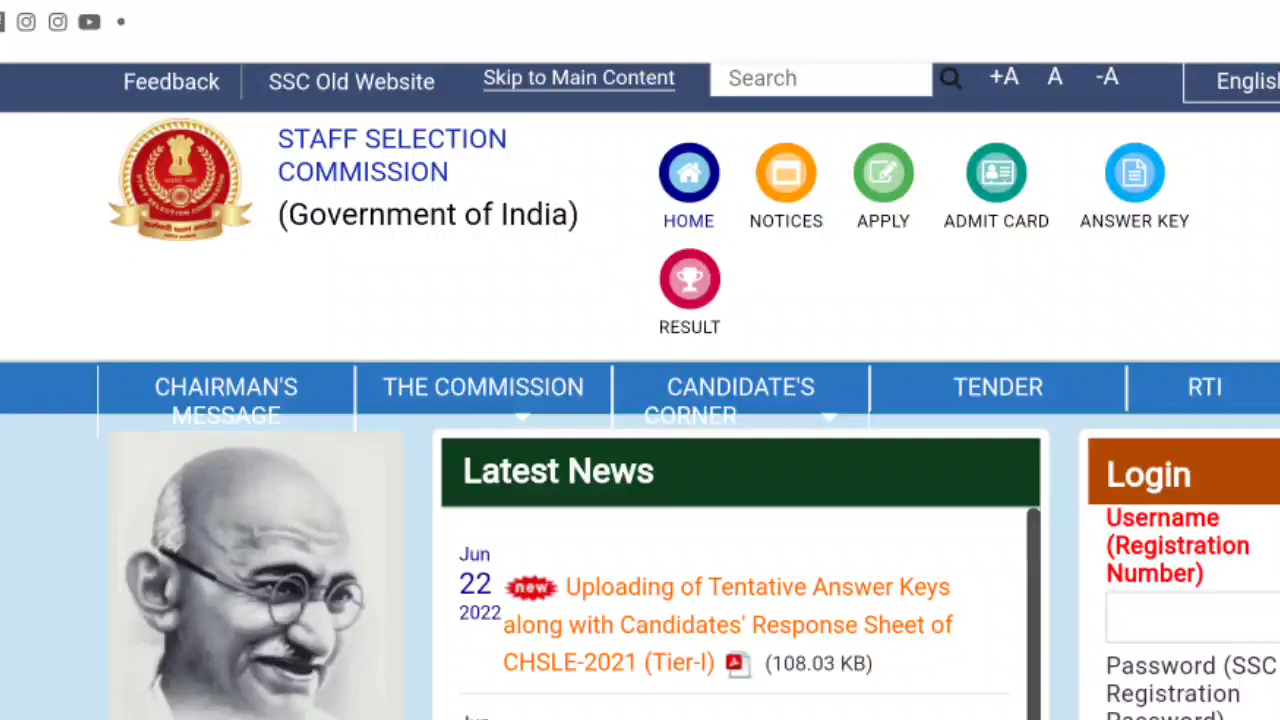 Feedback
SSC Old Website
Skip to Main Content
Search
+A
A
-A
English
STAFF SELECTION
COMMISSION
(Government of India)
HOME
NOTICES
APPLY
ADMIT CARD
ANSWER KEY
RESULT
CHAIRMAN'S
MESSAGE
THE COMMISSION
CANDIDATE'S
CORNER
TENDER
RTI
Latest News
Jun
22
2022
new Uploading of Tentative Answer Keys
along with Candidates' Response Sheet of
CHSLE-2021 (Tier-I) (108.03 KB)
Login
Username
(Registration
Number)
Password (SSC
Registration
Password)